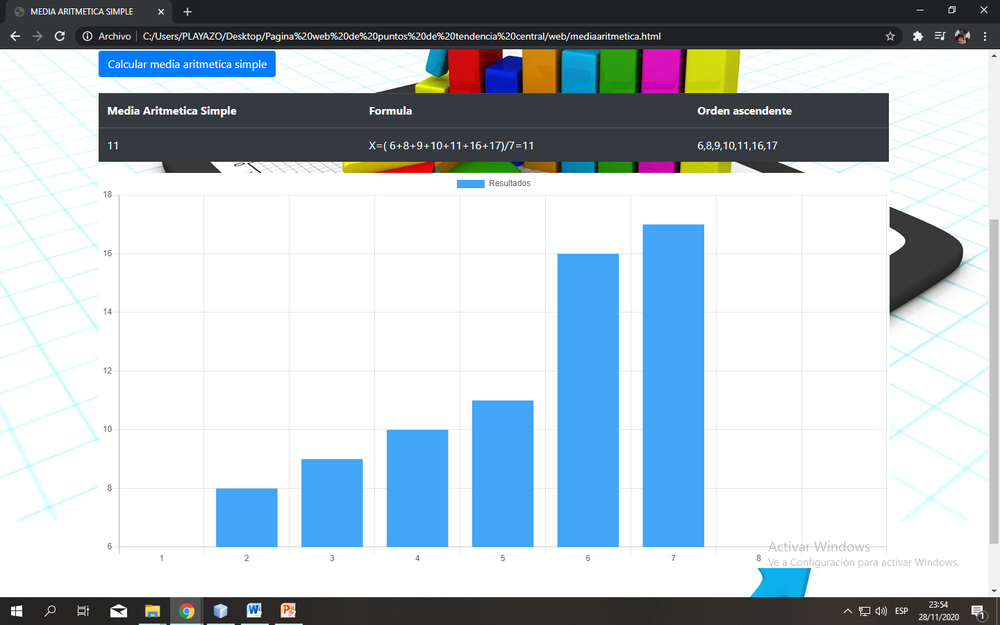 MEDIA ARITMETICA SIMPLE
Archivo C:/Users/PLAYAZO/Desktop/Pagina%20web%20de%20puntos%20de%20tendencia%20central/web/mediaaritmetica.html
Calcular media aritmetica simple
Media Aritmetica Simple Formula Orden ascendente
11 X=( 6+8+9+10+11+16+17)/7=11 6,8,9,10,11,16,17
Resultados
18
16
14
12
10
8
6
1 2 3 4 5 6 7 8
Activar Windows
Ve a Configuración para activar Windows.
ESP
23:54
28/11/2020
1